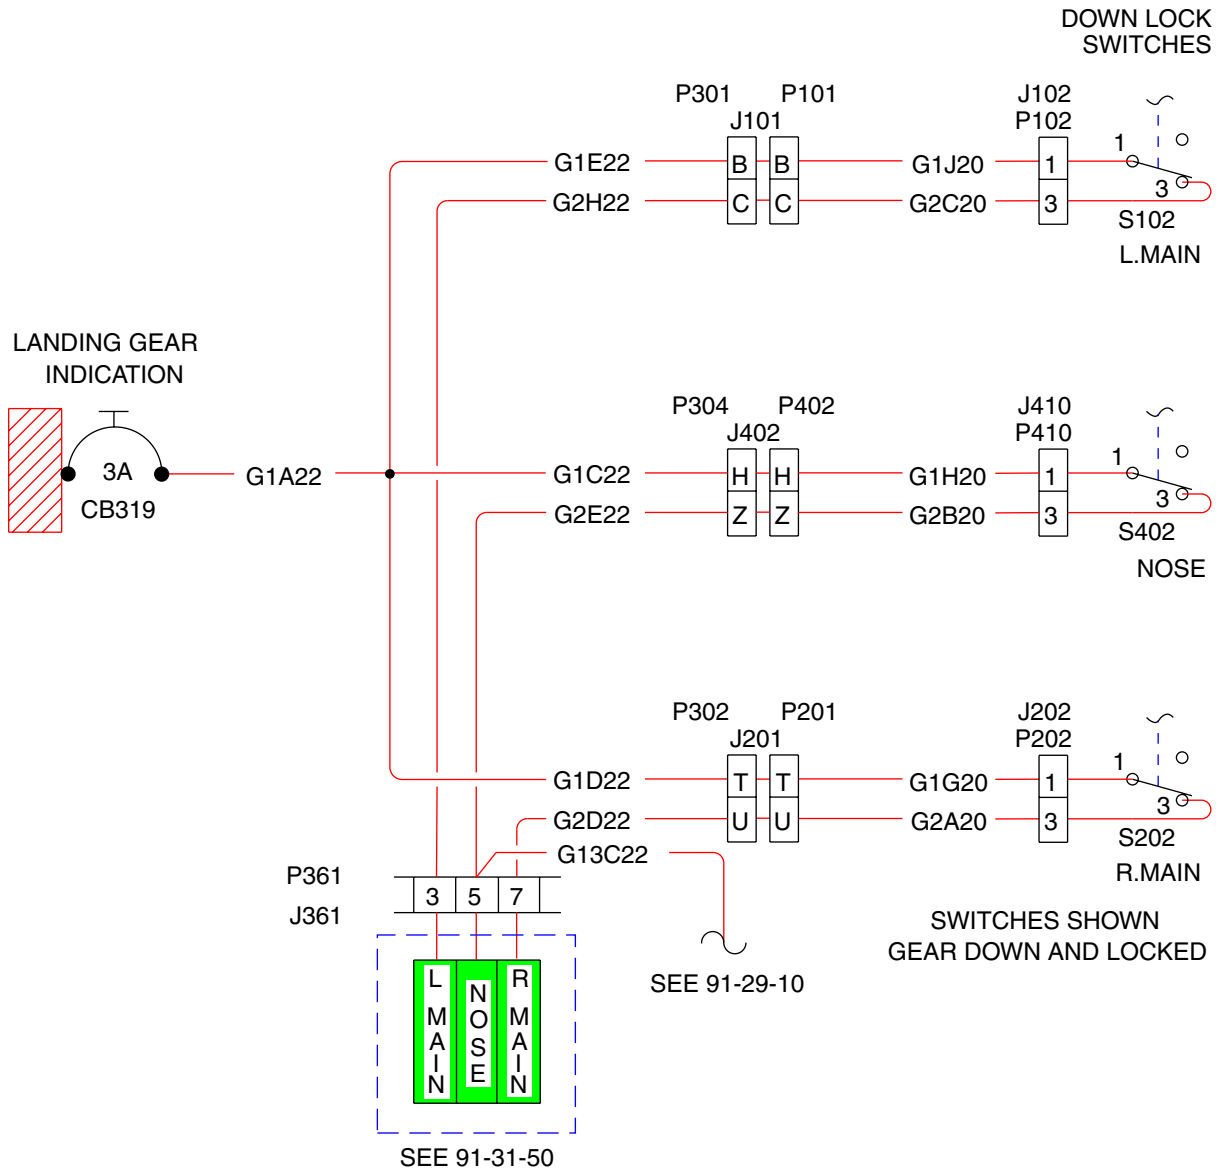 DOWN LOCK
SWITCHES
P301 P101 J102
J101 P102
G1E22 B B G1J20 1 1
G2H22 C C G2C20 3 3
S102
L.MAIN
LANDING GEAR
INDICATION
3A
CB319
G1A22
P304 P402 J410
J402 P410
G1C22 H H G1H20 1 1
G2E22 Z Z G2B20 3 3
S402
NOSE
P302 P201 J202
J201 P202
G1D22 T T G1G20 1 1
G2D22 U U G2A20 3 3
S202
R.MAIN
G13C22
P361
3 5 7
J361
SWITCHES SHOWN
GEAR DOWN AND LOCKED
SEE 91-29-10
L MAIN
NOSE
R MAIN
SEE 91-31-50